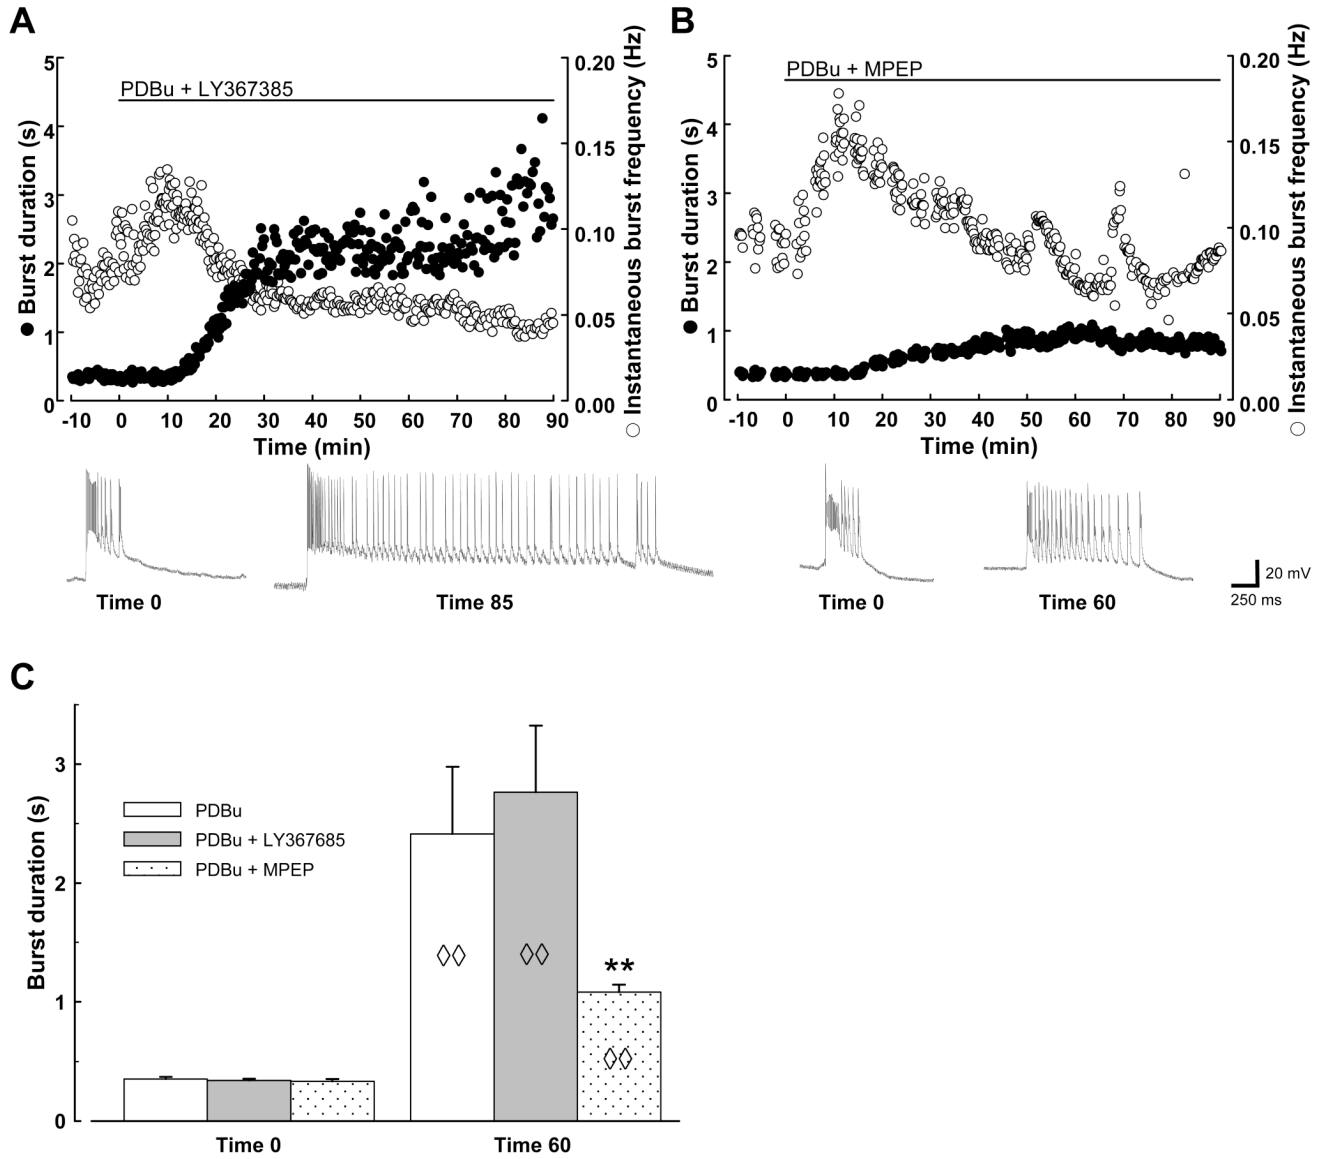 A
B
PDBu + LY367385
PDBu + MPEP
5
4
3
2
1
0
● Burst duration (s)
0.20
0.15
0.10
0.05
0.00
○ Instantaneous burst frequency (Hz)
-10 0 10 20 30 40 50 60 70 80 90
Time (min)
5
4
3
2
1
0
● Burst duration (s)
0.20
0.15
0.10
0.05
0.00
○ Instantaneous burst frequency (Hz)
-10 0 10 20 30 40 50 60 70 80 90
Time (min)
Time 0
Time 85
Time 0
Time 60
20 mV
250 ms
C
3
2
1
0
Burst duration (s)
PDBu
PDBu + LY367685
PDBu + MPEP
◊◊
◊◊
**
◊◊
Time 0
Time 60